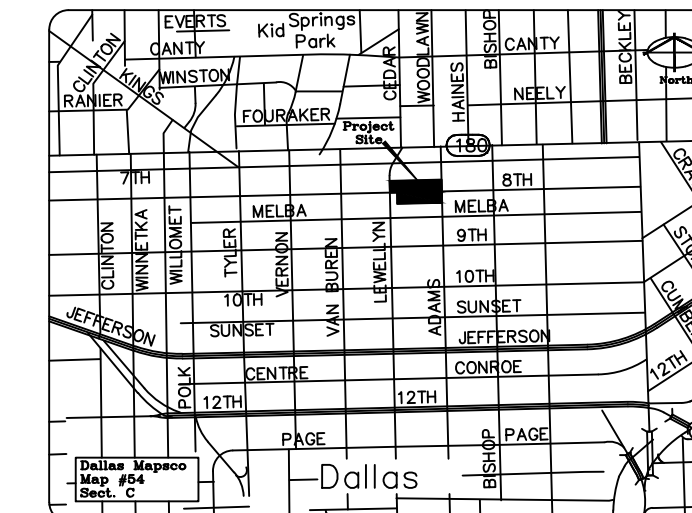 EVERTS
Kid Springs
Park
CANTY
CLINTON
KINGS
WINSTON
RANIER
FOURAKER
CEDAR
WOODLAWN
HAINES
BISHOP
CANTY
NEELY
BECKLEY
North
Project
Site
180
7TH
8TH
MELBA
MELBA
9TH
10TH
10TH
CLINTON
WINNETKA
WILLOMET
TYLER
VERNON
VAN BUREN
LEWELLYN
ADAMS
SUNSET
SUNSET
JEFFERSON
JEFFERSON
CENTRE
CONROE
POLK
12TH
12TH
12TH
PAGE
BISHOP
PAGE
Dallas
Dallas Mapsco
Map #54
Sect. C